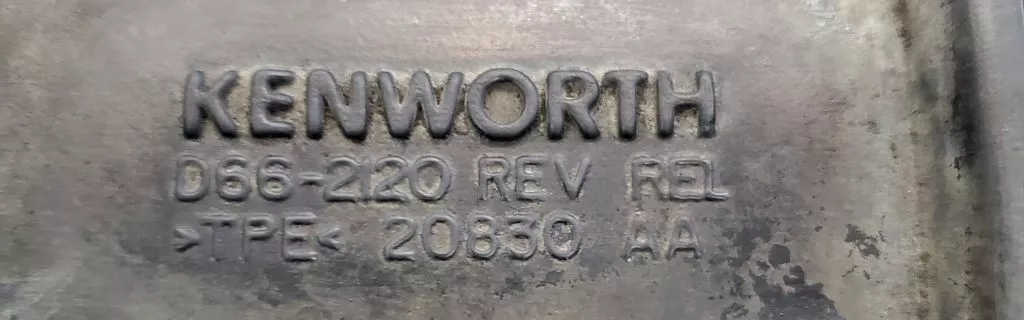 KENWORTH
D66-2120 REV REL
>TPE< 20830 AA